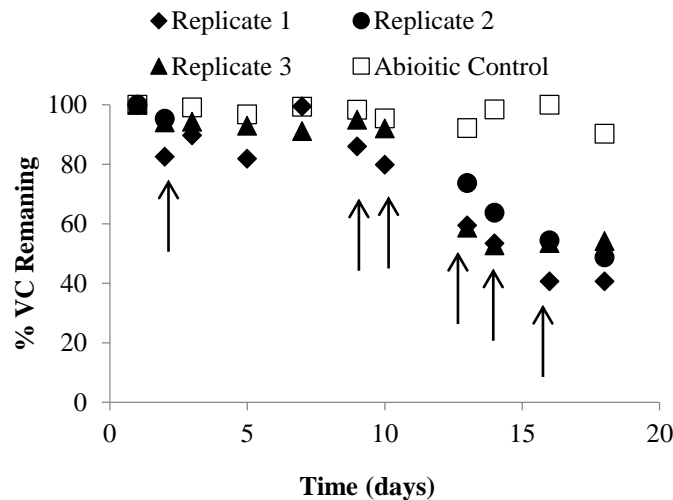 Replicate 1 Replicate 2
Replicate 3 Abioitic Control
100
80
60
40
20
0
% VC Remaning
0 5 10 15 20
Time (days)